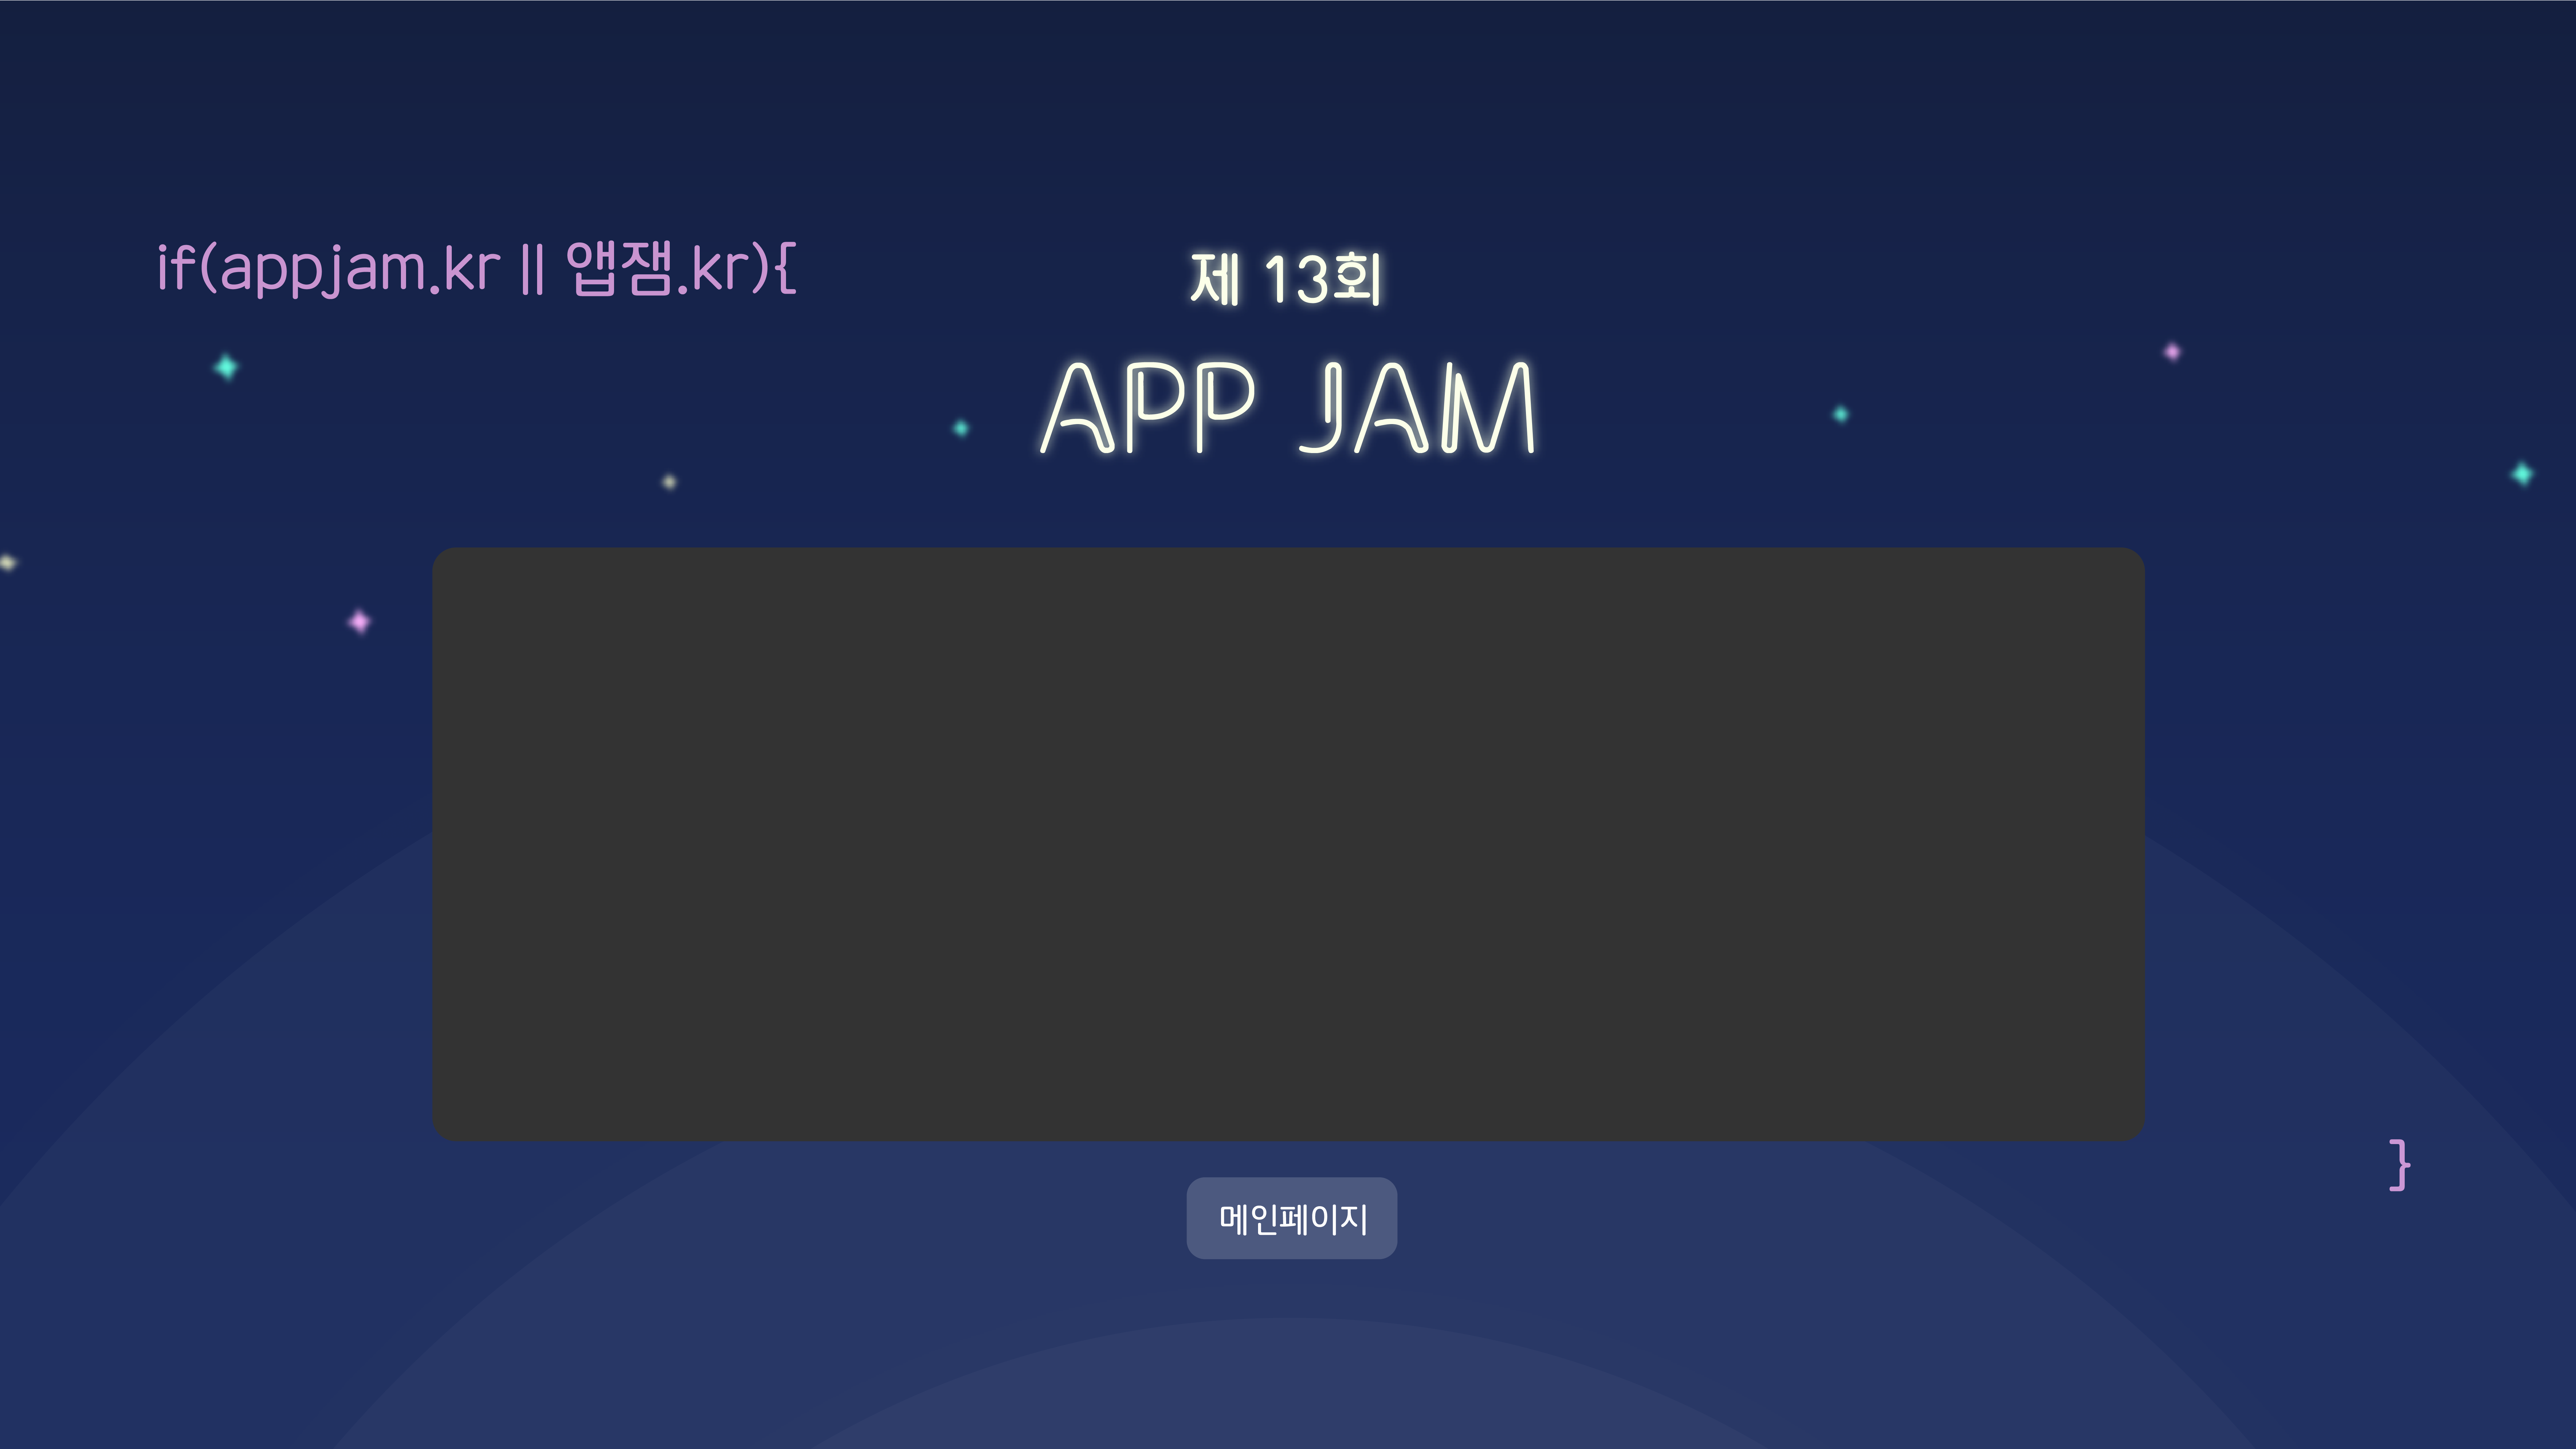 if(appjam.kr || 앱잼.kr){
제 13회
APP JAM
}
메인페이지